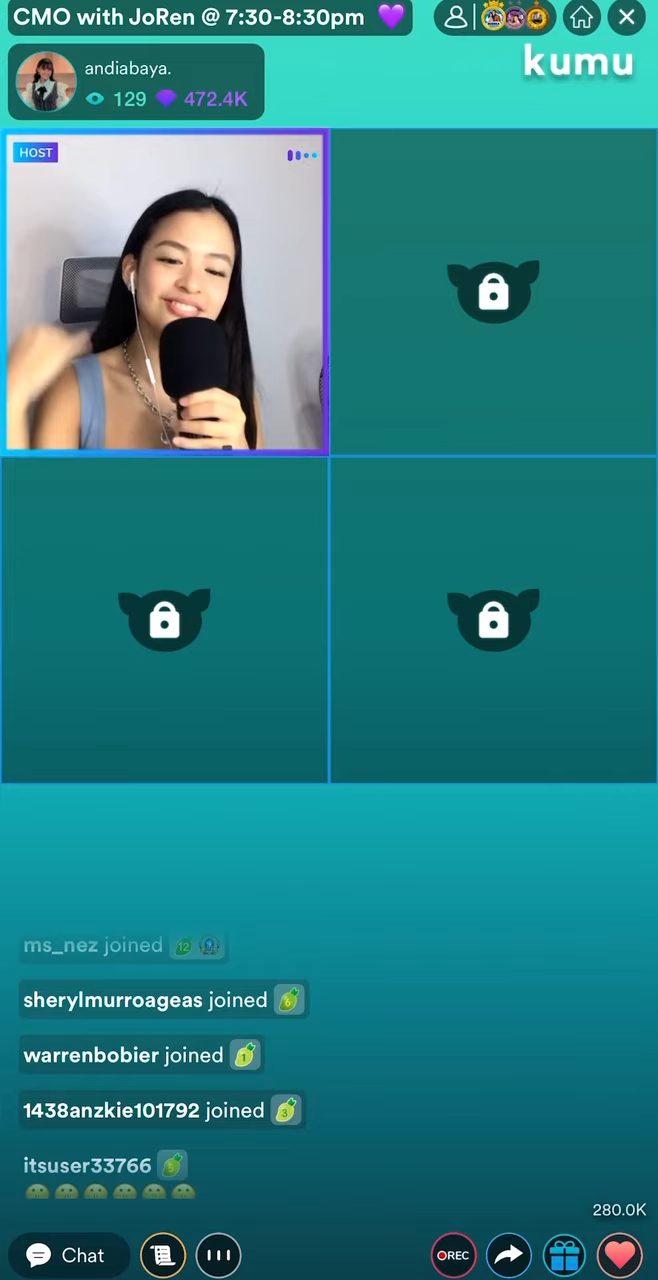 CMO with JoRen @ 7:30-8:30pm 💜
andiabaya.
129 472.4K
kumu
HOST
ms_nez joined 12
sherylmurroageas joined 6
warrenbobier joined 1
1438anzkie101792 joined 3
itsuser33766 5
280.0K
Chat
REC